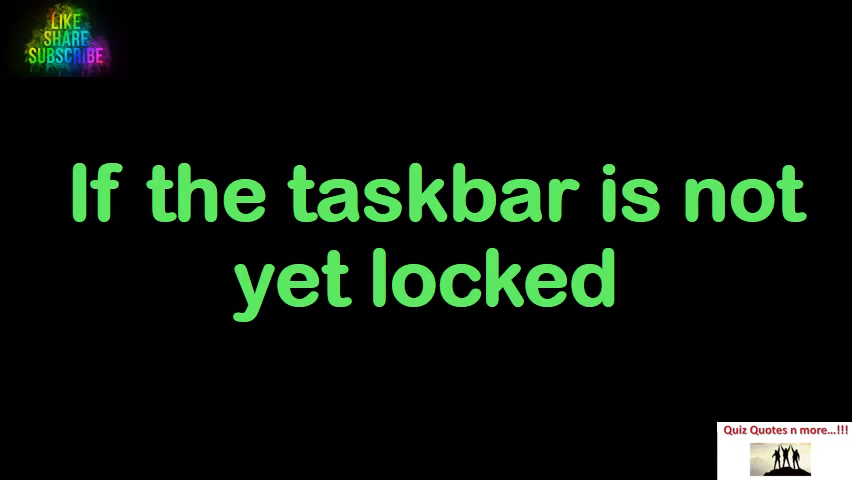 LIKE
SHARE
SUBSCRIBE
If the taskbar is not
yet locked
Quiz Quotes n more...!!!